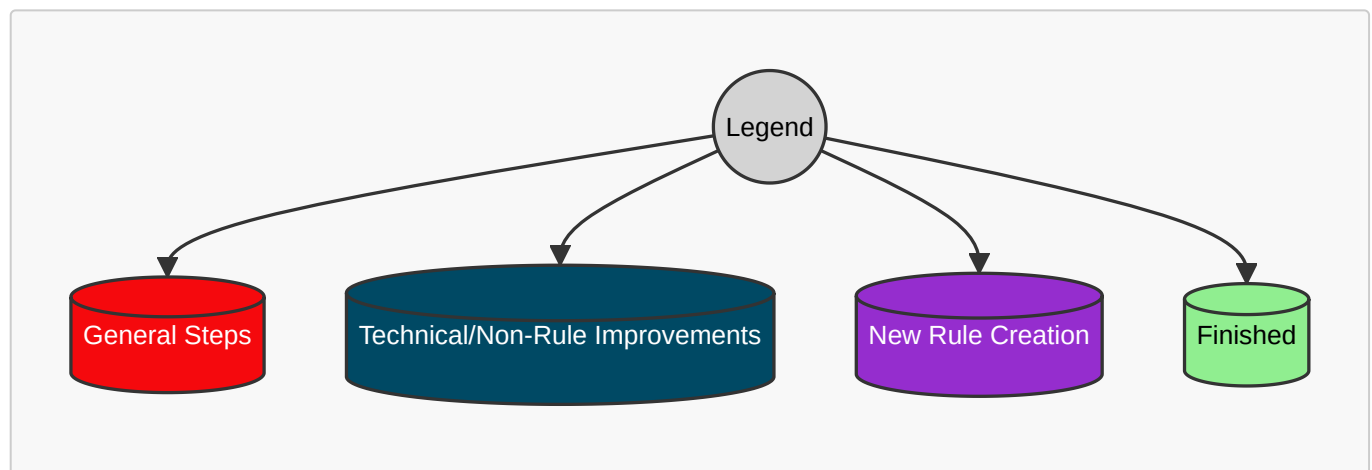 Legend
General Steps
Technical/Non-Rule Improvements
New Rule Creation
Finished